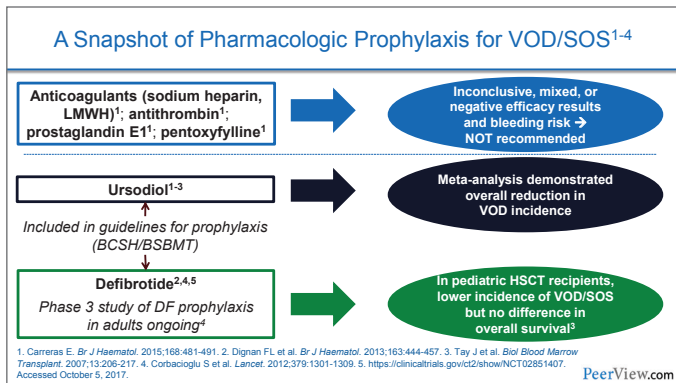 A Snapshot of Pharmacologic Prophylaxis for VOD/SOS1-4
Anticoagulants (sodium heparin,
LMWH)1; antithrombin1;
prostaglandin E11; pentoxyfylline1
Inconclusive, mixed, or
negative efficacy results
and bleeding risk →
NOT recommended
Ursodiol1-3
Meta-analysis demonstrated
overall reduction in
VOD incidence
Included in guidelines for prophylaxis
(BCSH/BSBMT)
Defibrotide2,4,5
Phase 3 study of DF prophylaxis
in adults ongoing4
In pediatric HSCT recipients,
lower incidence of VOD/SOS
but no difference in
overall survival3
1. Carreras E. Br J Haematol. 2015;168:481-491. 2. Dignan FL et al. Br J Haematol. 2013;163:444-457. 3. Tay J et al. Biol Blood Marrow
Transplant. 2007;13:206-217. 4. Corbacioglu S et al. Lancet. 2012;379:1301-1309. 5. https://clinicaltrials.gov/ct2/show/NCT02851407.
Accessed October 5, 2017.
PeerView.com